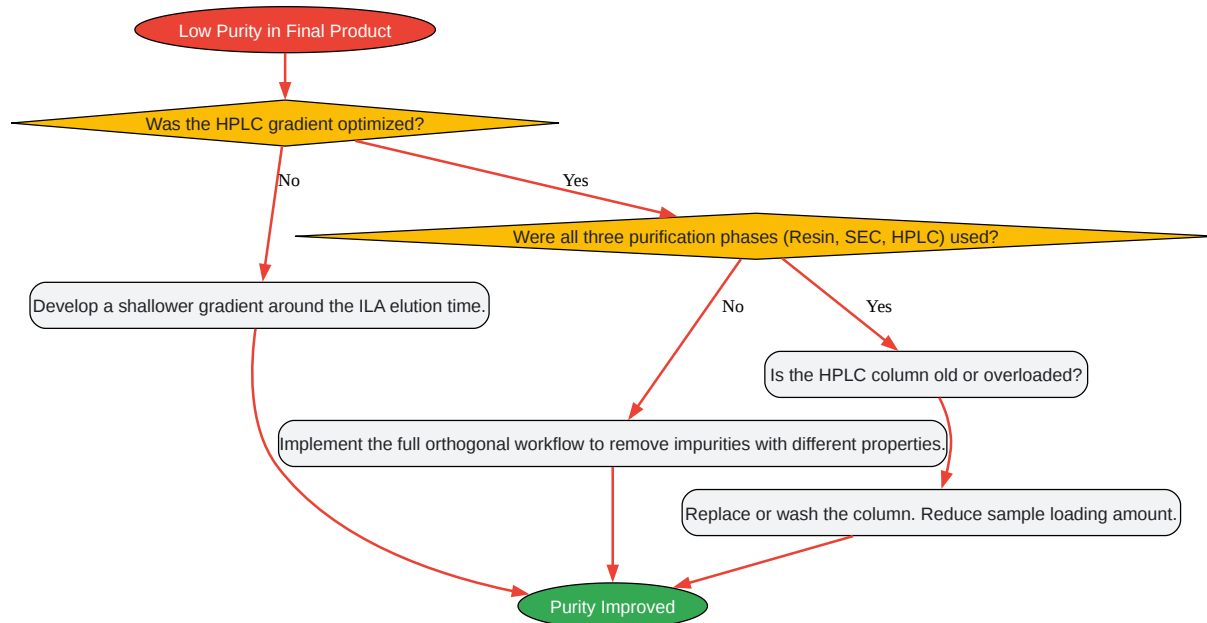 Low Purity in Final Product
Was the HPLC gradient optimized?
No
Yes
Were all three purification phases (Resin, SEC, HPLC) used?
Develop a shallower gradient around the ILA elution time.
No
Yes
Is the HPLC column old or overloaded?
Implement the full orthogonal workflow to remove impurities with different properties.
Replace or wash the column. Reduce sample loading amount.
Purity Improved